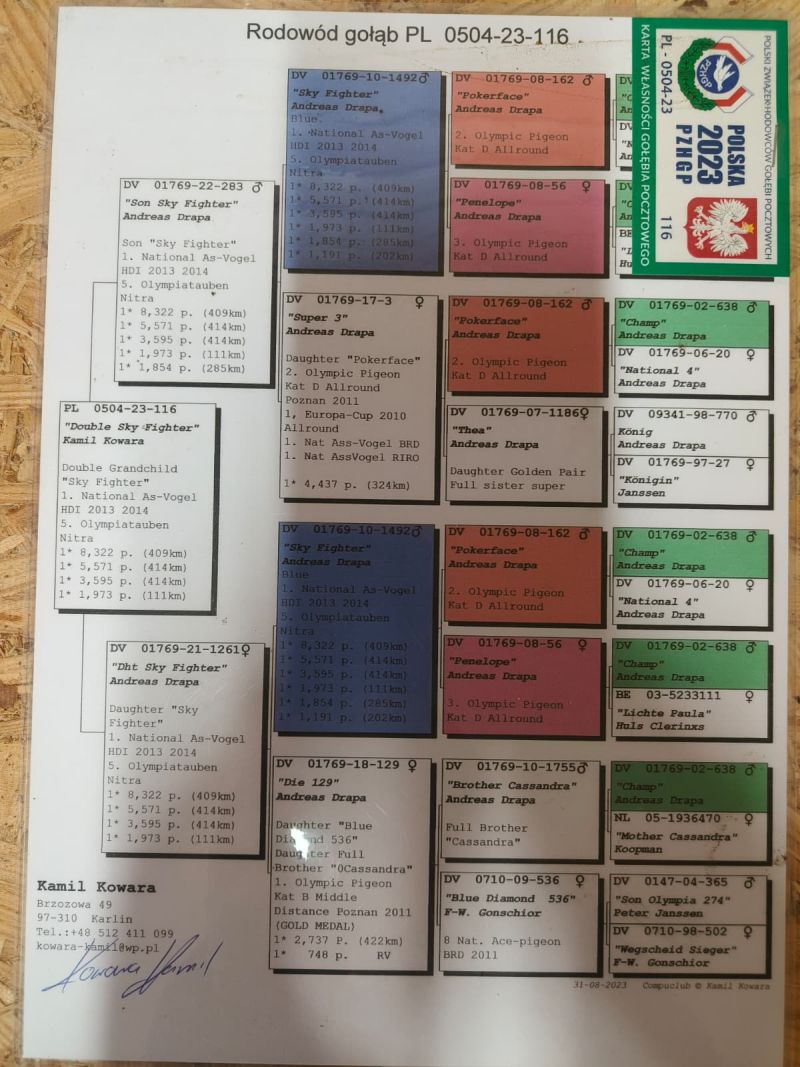 Rodowód gołąb PL 0504-23-116
POLSKI ZWIĄZEK HODOWCÓW GOŁĘBI POCZTOWYCH
POLSKA
2023
PZHGP
PZHGP
PL - 0504-23
116
KARTA WŁASNOŚCI GOŁĘBIA POCZTOWEGO
PL 0504-23-116
"Double Sky Fighter"
Kamil Kowara
Double Grandchild
"Sky Fighter"
1. National As-Vogel
HDI 2013 2014
5. Olympiatauben
Nitra
1* 8,322 p. (409km)
1* 5,571 p. (414km)
1* 3,595 p. (414km)
1* 1,973 p. (111km)
DV 01769-22-283 ♂
"Son Sky Fighter"
Andreas Drapa
Son "Sky Fighter"
1. National As-Vogel
HDI 2013 2014
5. Olympiatauben
Nitra
1* 8,322 p. (409km)
1* 5,571 p. (414km)
1* 3,595 p. (414km)
1* 1,973 p. (111km)
1* 1,854 p. (285km)
DV 01769-21-1261♀
"Dht Sky Fighter"
Andreas Drapa
Daughter "Sky
Fighter"
1. National As-Vogel
HDI 2013 2014
5. Olympiatauben
Nitra
1* 8,322 p. (409km)
1* 5,571 p. (414km)
1* 3,595 p. (414km)
1* 1,973 p. (111km)
DV 01769-10-1492♂
"Sky Fighter"
Andreas Drapa
Blue
1. National As-Vogel
HDI 2013 2014
5. Olympiatauben
Nitra
1* 8,322 p. (409km)
1* 5,571 p. (414km)
1* 3,595 p. (414km)
1* 1,973 p. (111km)
1* 1,854 p. (285km)
1* 1,191 p. (202km)
DV 01769-17-3 ♀
"Super 3"
Andreas Drapa
Daughter "Pokerface"
2. Olympic Pigeon
Kat D Allround
Poznan 2011
1, Europa-Cup 2010
Allround
1. Nat Ass-Vogel BRD
1. Nat AssVogel RIRO
1* 4,437 p. (324km)
DV 01769-10-1492♂
"Sky Fighter"
Andreas Drapa
Blue
1. National As-Vogel
HDI 2013 2014
5. Olympiatauben
Nitra
1* 8,322 p. (409km)
1* 5,571 p. (414km)
1* 3,595 p. (414km)
1* 1,973 p. (111km)
1* 1,854 p. (285km)
1* 1,191 p. (202km)
DV 01769-18-129 ♀
"Die 129"
Andreas Drapa
Daughter "Blue
Diamond 536"
Daughter Full
Brother "0Cassandra"
1. Olympic Pigeon
Kat B Middle
Distance Poznan 2011
(GOLD MEDAL)
1* 2,737 P. (422km)
1* 748 p. RV
DV 01769-08-162 ♂
"Pokerface"
Andreas Drapa
2. Olympic Pigeon
Kat D Allround
DV 01769-08-56 ♀
"Penelope"
Andreas Drapa
3. Olympic Pigeon
Kat D Allround
DV 01769-08-162 ♂
"Pokerface"
Andreas Drapa
2. Olympic Pigeon
Kat D Allround
DV 01769-07-1186♀
"Thea"
Andreas Drapa
Daughter Golden Pair
Full sister super
DV 01769-08-162 ♂
"Pokerface"
Andreas Drapa
2. Olympic Pigeon
Kat D Allround
DV 01769-08-56 ♀
"Penelope"
Andreas Drapa
3. Olympic Pigeon
Kat D Allround
DV 01769-10-1755♂
"Brother Cassandra"
Andreas Drapa
Full Brother
"Cassandra"
DV 0710-09-536 ♀
"Blue Diamond 536"
F-W. Gonschior
8 Nat. Ace-pigeon
BRD 2011
DV
DV
DV
BE
Hu
DV 01769-02-638 ♂
"Champ"
Andreas Drapa
DV 01769-06-20 ♀
"National 4"
Andreas Drapa
DV 09341-98-770 ♂
König
Andreas Drapa
DV 01769-97-27 ♀
"Königin"
Janssen
DV 01769-02-638 ♂
"Champ"
Andreas Drapa
DV 01769-06-20 ♀
"National 4"
Andreas Drapa
DV 01769-02-638 ♂
"Champ"
Andreas Drapa
BE 03-5233111 ♀
"Lichte Paula"
Huls Clerinxs
DV 01769-02-638 ♂
"Champ"
Andreas Drapa
NL 05-1936470 ♀
"Mother Cassandra"
Koopman
DV 0147-04-365 ♂
"Son Olympia 274"
Peter Janssen
DV 0710-98-502 ♀
"Wegscheid Sieger"
F-W. Gonschior
Kamil Kowara
Brzozowa 49
97-310 Karlin
Tel.:+48 512 411 099
kowara-kamil@wp.pl
Kowara Kamil
31-08-2023 Compuclub © Kamil Kowara